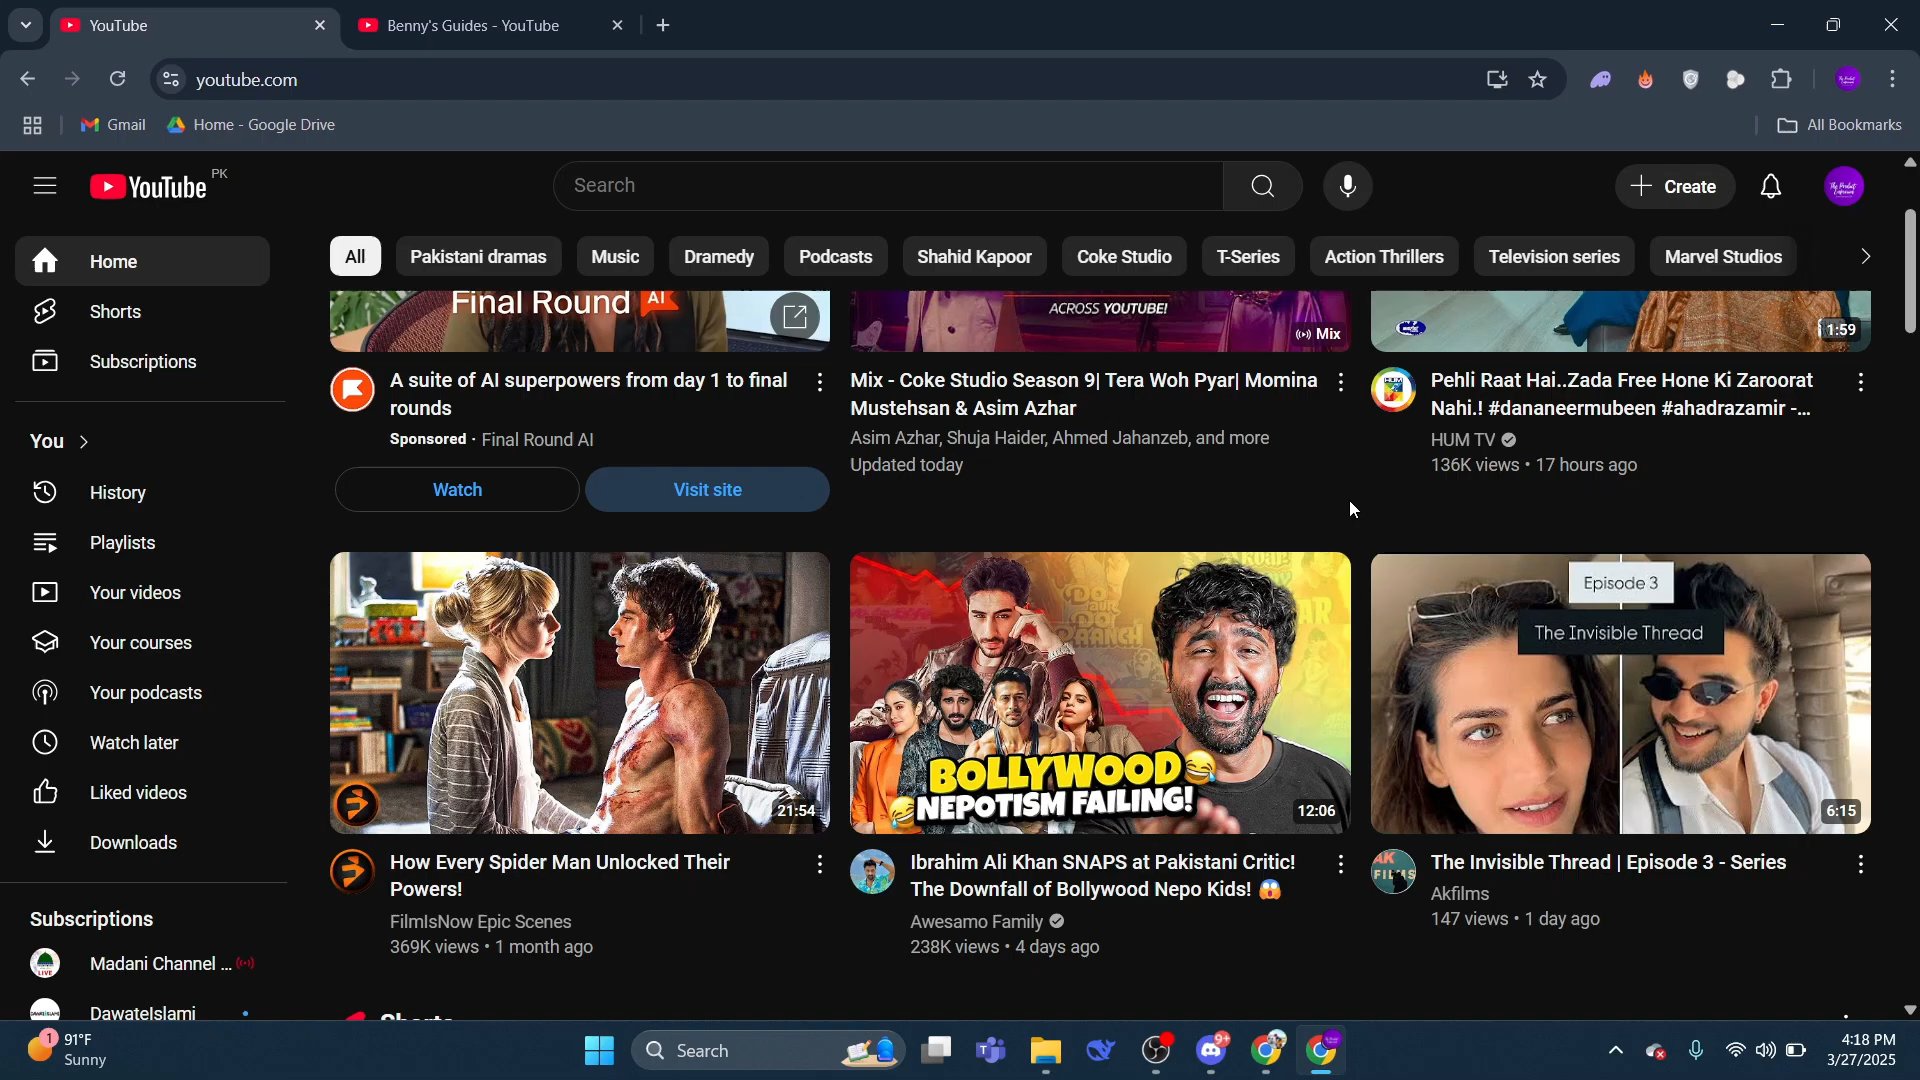 YouTube
Benny's Guides - YouTube
youtube.com
Gmail
Home - Google Drive
All Bookmarks
YouTube PK
Search
Create
Home
Shorts
Subscriptions
You
History
Playlists
Your videos
Your courses
Your podcasts
Watch later
Liked videos
Downloads
Subscriptions
Madani Channel ...
DawateIslami
All
Pakistani dramas
Music
Dramedy
Podcasts
Shahid Kapoor
Coke Studio
T-Series
Action Thrillers
Television series
Marvel Studios
Final Round AI
ACROSS YOUTUBE!
Mix
1:59
A suite of AI superpowers from day 1 to final
rounds
Sponsored · Final Round AI
Watch
Visit site
Mix - Coke Studio Season 9| Tera Woh Pyar| Momina
Mustehsan & Asim Azhar
Asim Azhar, Shuja Haider, Ahmed Jahanzeb, and more
Updated today
HUM
Pehli Raat Hai..Zada Free Hone Ki Zaroorat
Nahi.! #dananeermubeen #ahadrazamir -...
HUM TV
136K views • 17 hours ago
21:54
How Every Spider Man Unlocked Their
Powers!
FilmIsNow Epic Scenes
369K views • 1 month ago
BOLLYWOOD
NEPOTISM FAILING!
12:06
Ibrahim Ali Khan SNAPS at Pakistani Critic!
The Downfall of Bollywood Nepo Kids! 😱
Awesamo Family
238K views • 4 days ago
Episode 3
The Invisible Thread
6:15
AK
FILMS
The Invisible Thread | Episode 3 - Series
Akfilms
147 views • 1 day ago
Shorts
1
91°F
Sunny
Search
9+
4:18 PM
3/27/2025